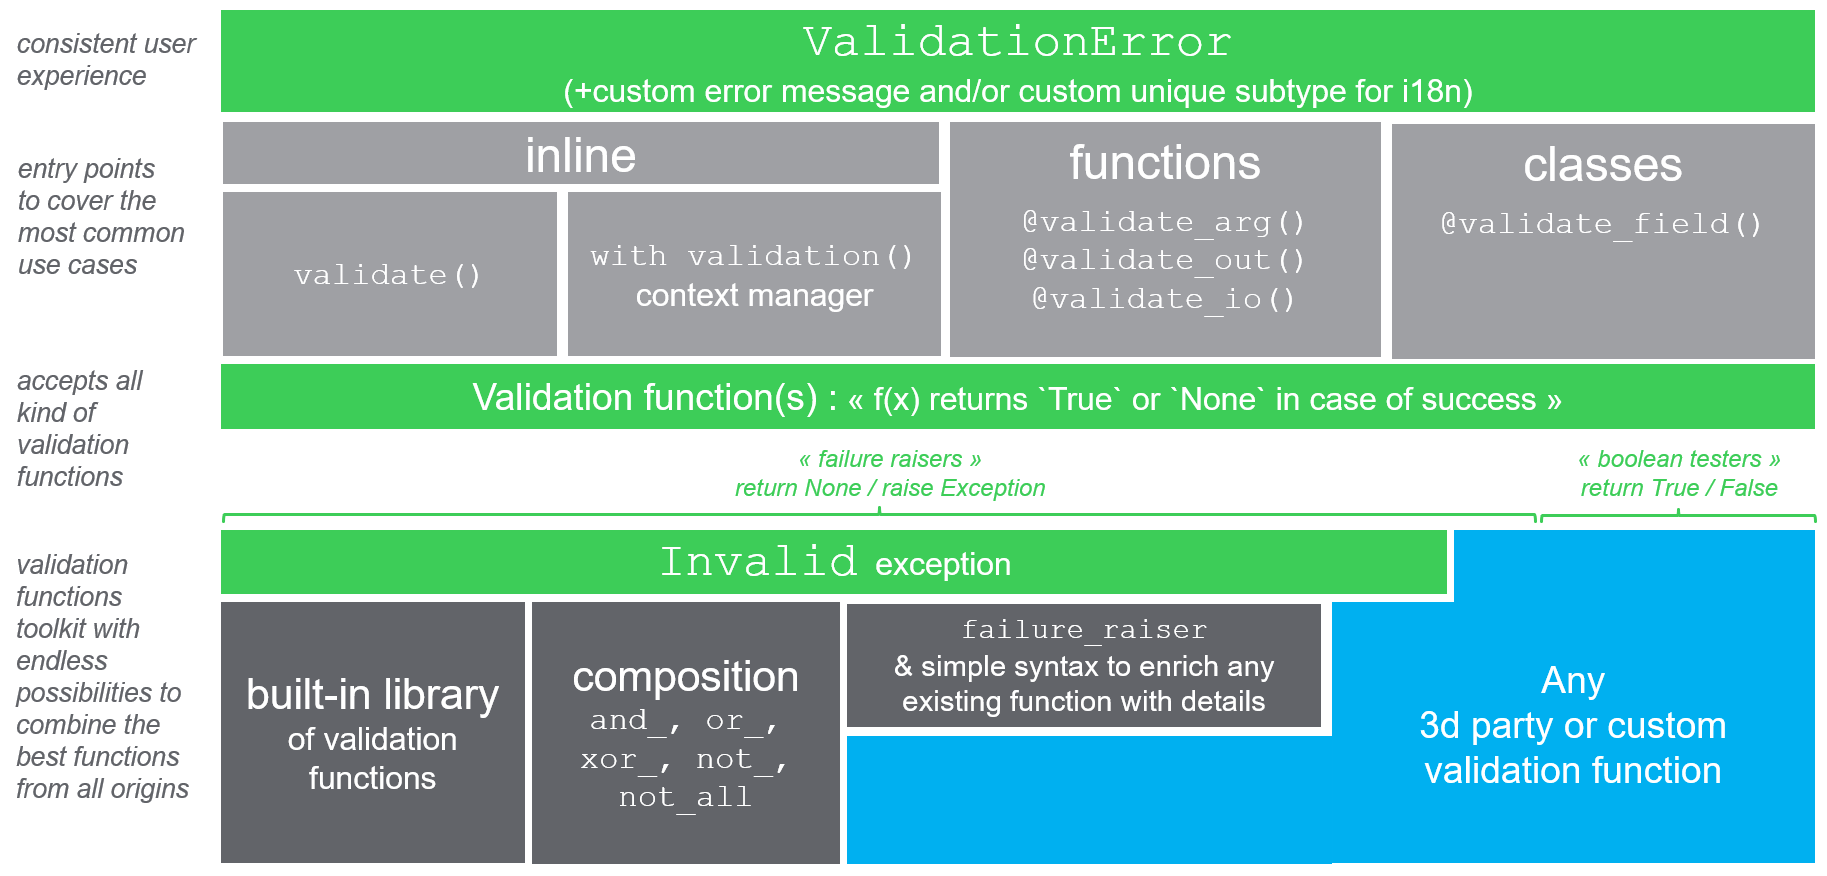 consistent user
experience
ValidationError
(+custom error message and/or custom unique subtype for i18n)
entry points
to cover the
most common
use cases
inline
validate()
with validation()
context manager
functions
@validate_arg()
@validate_out()
@validate_io()
classes
@validate_field()
accepts all
kind of
validation
functions
Validation function(s) : « f(x) returns `True` or `None` in case of success »
« failure raisers »
return None / raise Exception
« boolean testers »
return True / False
validation
functions
toolkit with
endless
possibilities to
combine the
best functions
from all origins
Invalid exception
built-in library
of validation
functions
composition
and_, or_,
xor_, not_,
not_all
failure_raiser
& simple syntax to enrich any
existing function with details
Any
3d party or custom
validation function